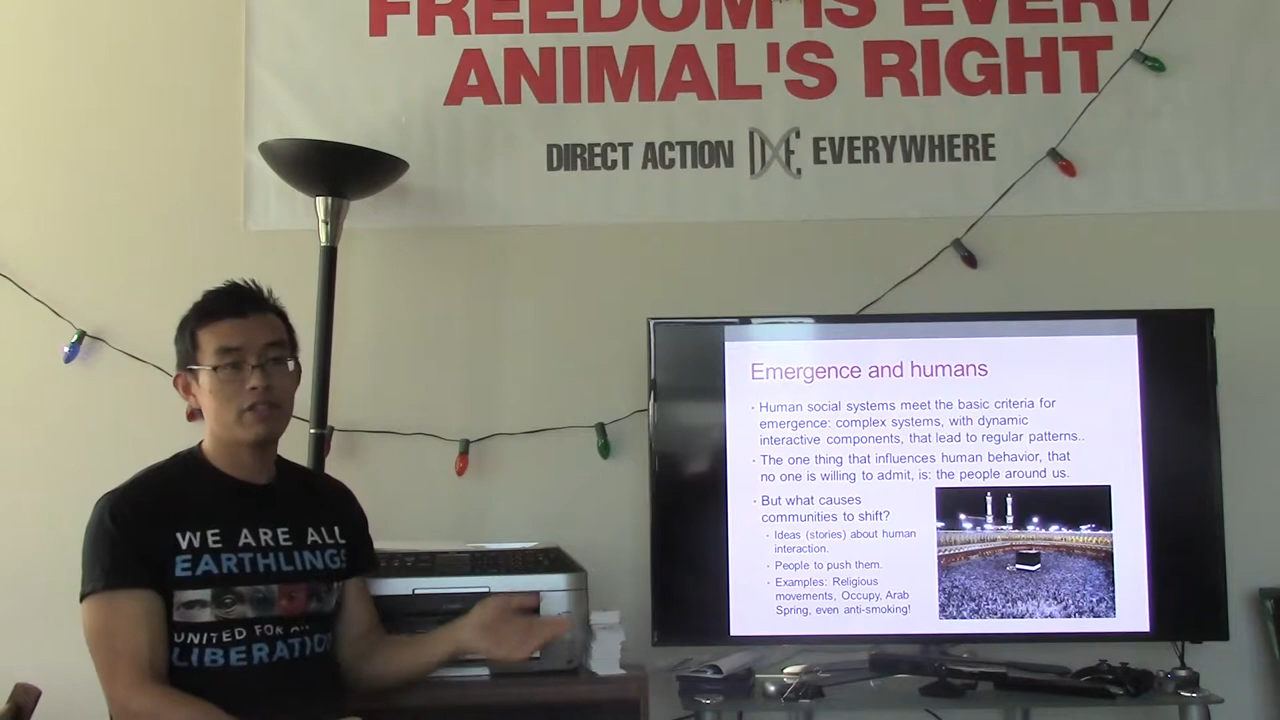 FREEDOM IS EVERY
ANIMAL'S RIGHT
DIRECT ACTION DXE EVERYWHERE
WE ARE ALL
EARTHLINGS
UNITED FOR
LIBERATIO
Emergence and humans
· Human social systems meet the basic criteria for
emergence: complex systems, with dynamic
interactive components, that lead to regular patterns..
· The one thing that influences human behavior, that
no one is willing to admit, is: the people around us.
· But what causes
communities to shift?
· Ideas (stories) about human
interaction.
· People to push them.
· Examples: Religious
movements, Occupy, Arab
Spring, even anti-smoking!